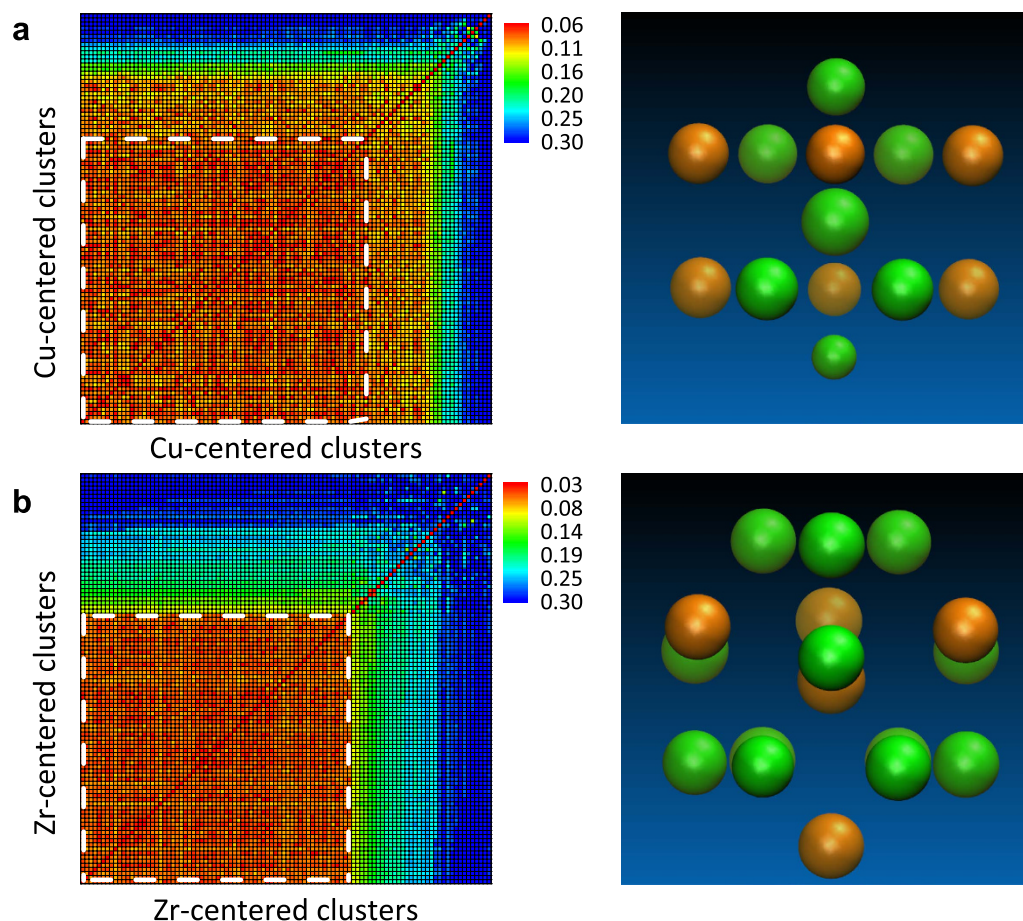 a
0.06
0.11
0.16
0.20
0.25
0.30
Cu-centered clusters
Cu-centered clusters
b
0.03
0.08
0.14
0.19
0.25
0.30
Zr-centered clusters
Zr-centered clusters